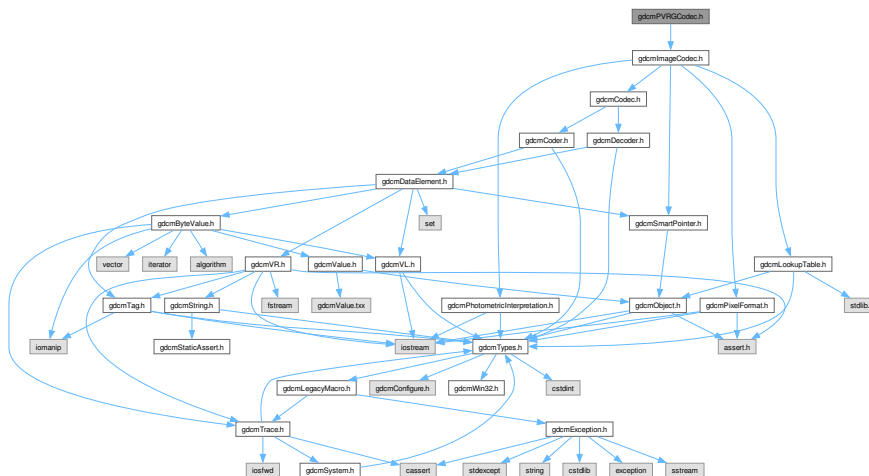 gdcmPVRGCodec.h
gdcmImageCodec.h
gdcmCodec.h
gdcmCoder.h
gdcmDecoder.h
gdcmDataElement.h
gdcmByteValue.h
set
gdcmSmartPointer.h
vector
iterator
algorithm
gdcmVR.h
gdcmValue.h
gdcmVL.h
gdcmLookupTable.h
gdcmTag.h
gdcmString.h
fstream
gdcmValue.txx
gdcmPhotometricInterpretation.h
gdcmObject.h
gdcmPixelFormat.h
stdlib
iomanip
gdcmStaticAssert.h
iostream
gdcmTypes.h
assert.h
gdcmLegacyMacro.h
gdcmConfigure.h
gdcmWin32.h
cstdint
gdcmTrace.h
gdcmException.h
iosfwd
gdcmSystem.h
cassert
stdexcept
string
cstdlib
exception
sstream